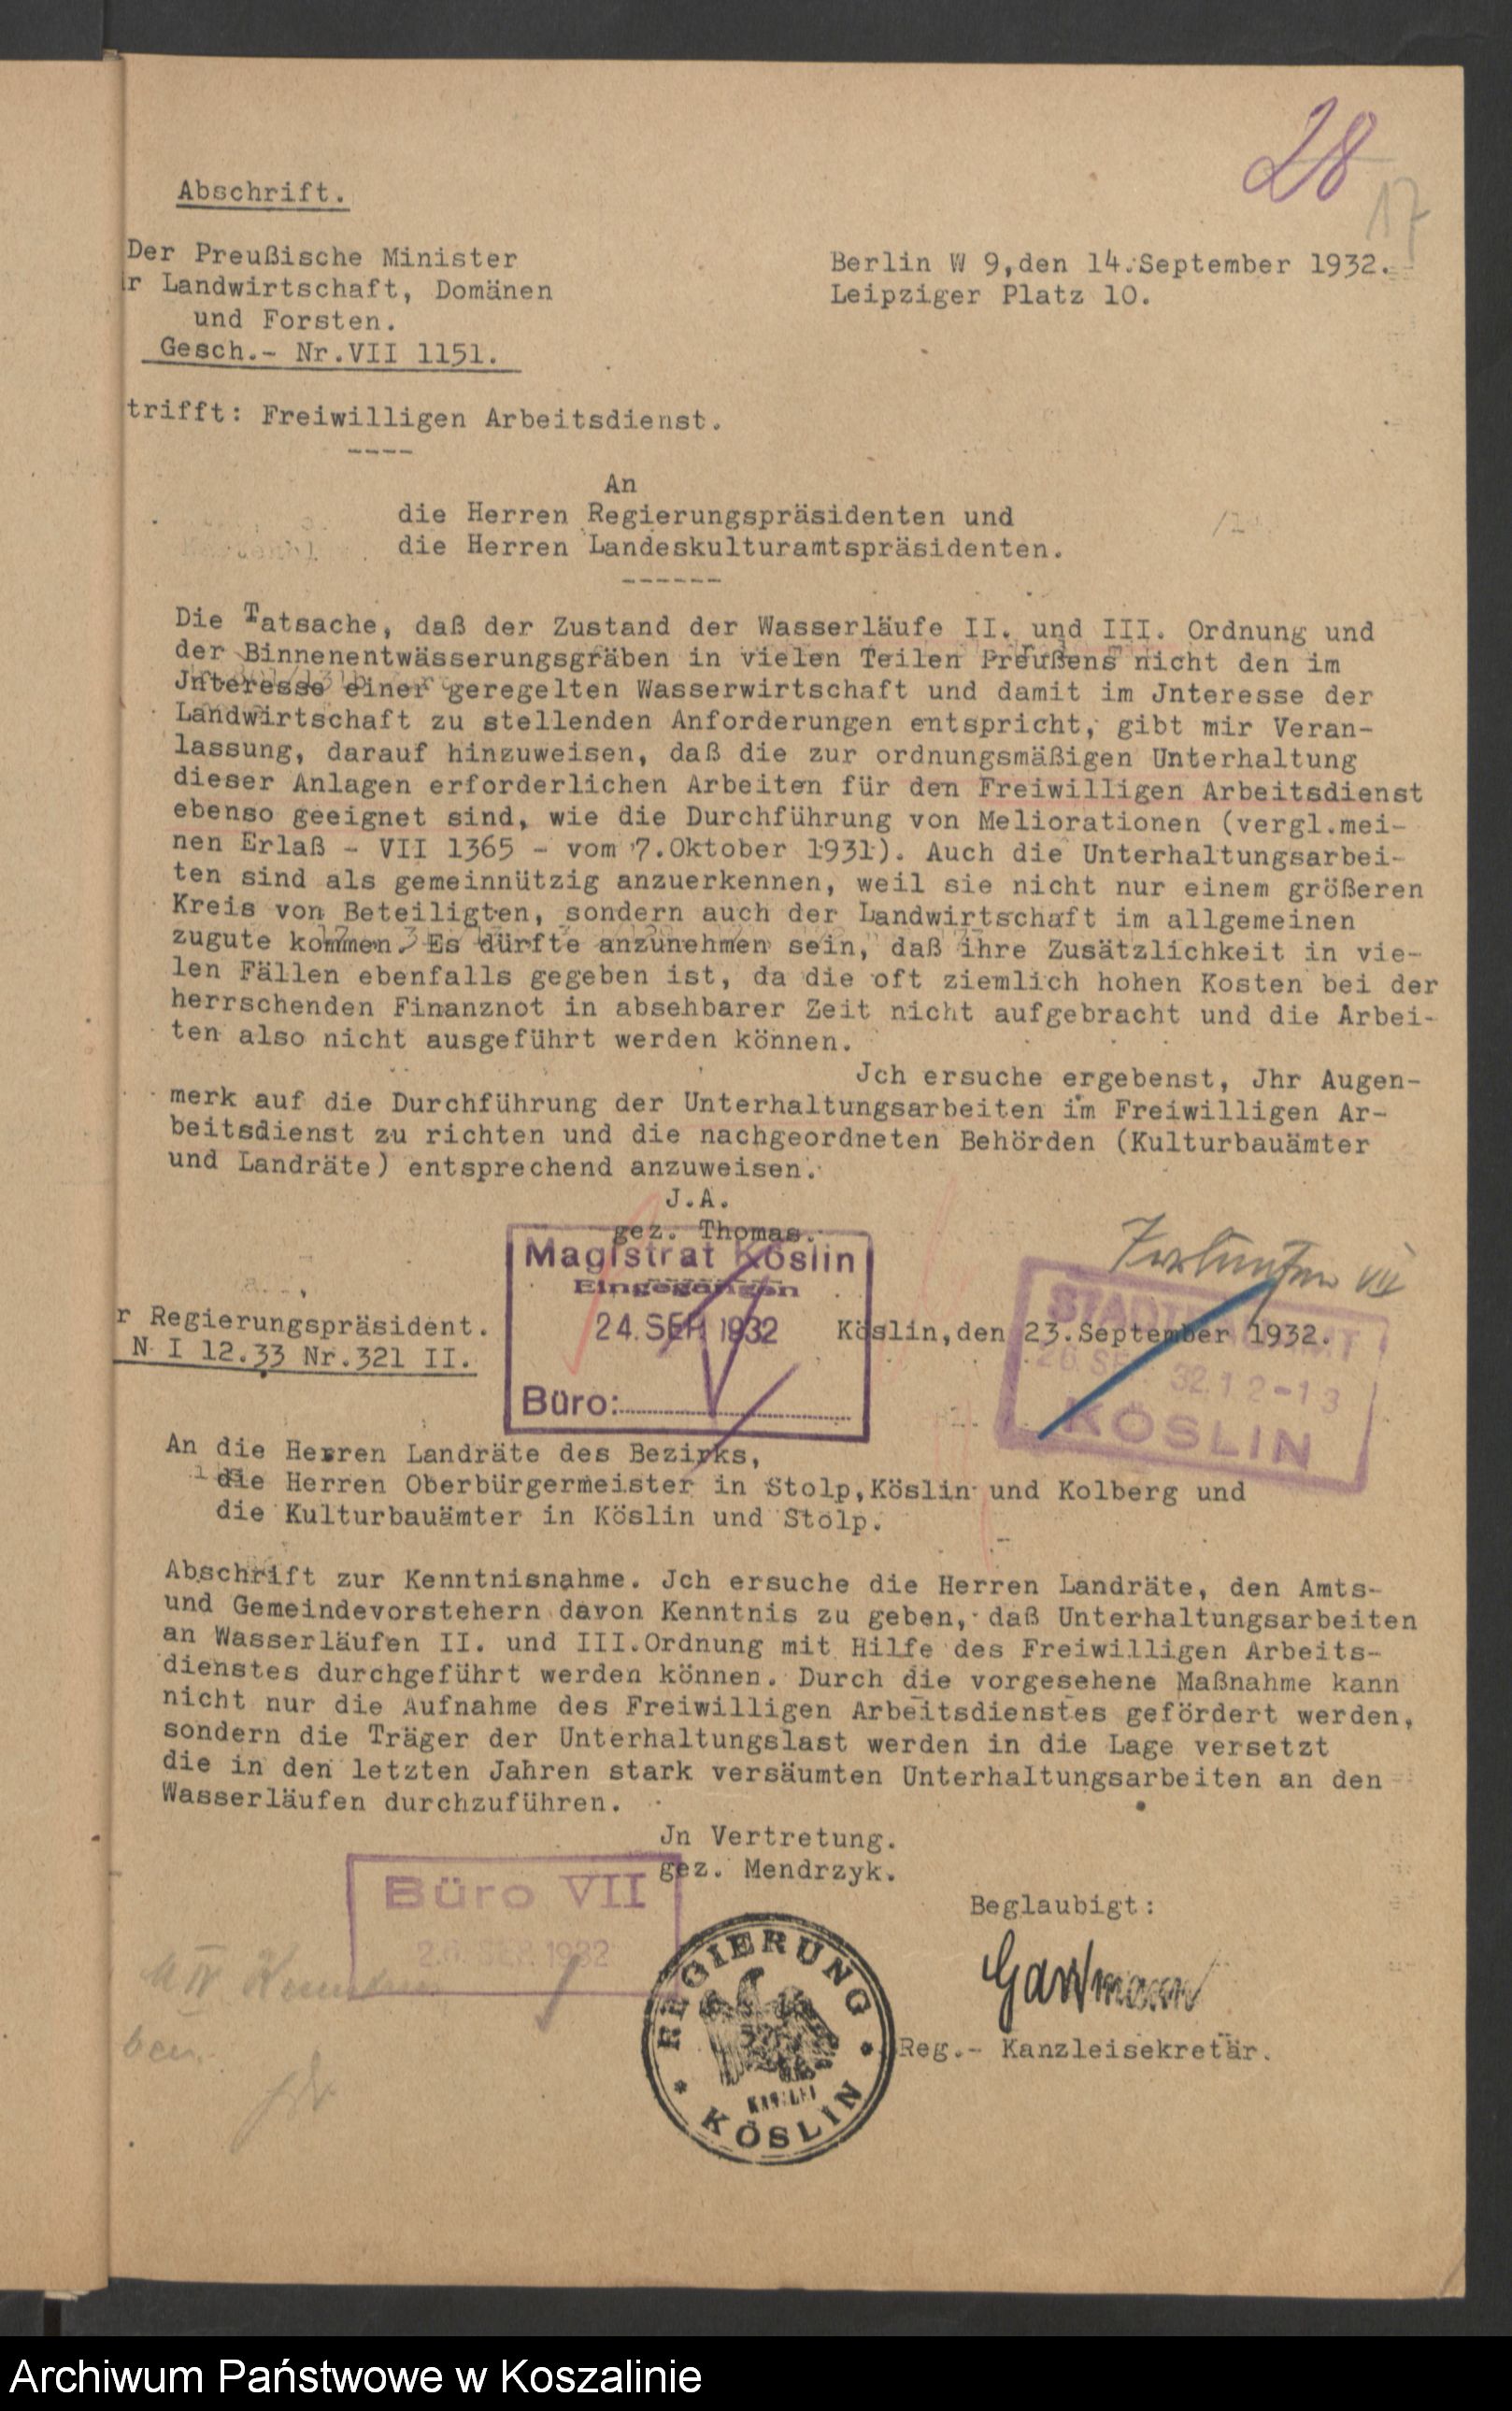 28
17
Abschrift.
Der Preußische Minister
r Landwirtschaft, Domänen
und Forsten.
Gesch.- Nr.VII 1151.
Berlin W 9,den 14.September 1932.
Leipziger Platz 10.
trifft: Freiwilligen Arbeitsdienst.
----
An
die Herren Regierungspräsidenten und
die Herren Landeskulturamtspräsidenten.
------
Die Tatsache, daß der Zustand der Wasserläufe II. und III. Ordnung und
der Binnenentwässerungsgräben in vielen Teilen Preußens nicht den im
Jnteresse einer geregelten Wasserwirtschaft und damit im Jnteresse der
Landwirtschaft zu stellenden Anforderungen entspricht, gibt mir Veran-
lassung, darauf hinzuweisen, daß die zur ordnungsmäßigen Unterhaltung
dieser Anlagen erforderlichen Arbeiten für den Freiwilligen Arbeitsdienst
ebenso geeignet sind, wie die Durchführung von Meliorationen (vergl.mei-
nen Erlaß - VII 1365 - vom 7.Oktober 1931). Auch die Unterhaltungsarbei-
ten sind als gemeinnützig anzuerkennen, weil sie nicht nur einem größeren
Kreis von Beteiligten, sondern auch der Landwirtschaft im allgemeinen
zugute kommen. Es dürfte anzunehmen sein, daß ihre Zusätzlichkeit in vie-
len Fällen ebenfalls gegeben ist, da die oft ziemlich hohen Kosten bei der
herrschenden Finanznot in absehbarer Zeit nicht aufgebracht und die Arbei-
ten also nicht ausgeführt werden können.
Jch ersuche ergebenst, Jhr Augen-
merk auf die Durchführung der Unterhaltungsarbeiten im Freiwilligen Ar-
beitsdienst zu richten und die nachgeordneten Behörden (Kulturbauämter
und Landräte) entsprechend anzuweisen.
J.A.
gez. Thomas.
Magistrat Köslin
Eingegangen
24. SEP. 1932
Büro:
r Regierungspräsident.
N I 12.33 Nr.321 II.
Köslin,den 23.September 1932.
STADTBAUAMT
26. SEP. 32. 12-13
KÖSLIN
An die Herren Landräte des Bezirks,
die Herren Oberbürgermeister in Stolp,Köslin und Kolberg und
die Kulturbauämter in Köslin und Stolp.
Abschrift zur Kenntnisnahme. Jch ersuche die Herren Landräte, den Amts-
und Gemeindevorstehern davon Kenntnis zu geben, daß Unterhaltungsarbeiten
an Wasserläufen II. und III.Ordnung mit Hilfe des Freiwilligen Arbeits-
dienstes durchgeführt werden können. Durch die vorgesehene Maßnahme kann
nicht nur die Aufnahme des Freiwilligen Arbeitsdienstes gefördert werden,
sondern die Träger der Unterhaltungslast werden in die Lage versetzt
die in den letzten Jahren stark versäumten Unterhaltungsarbeiten an den
Wasserläufen durchzuführen.
Jn Vertretung.
gez. Mendrzyk.
Büro VII
26. SEP. 1932
Beglaubigt:
REGIERUNG
KANZLEI
KÖSLIN
Reg.- Kanzleisekretär.
Archiwum Państwowe w Koszalinie